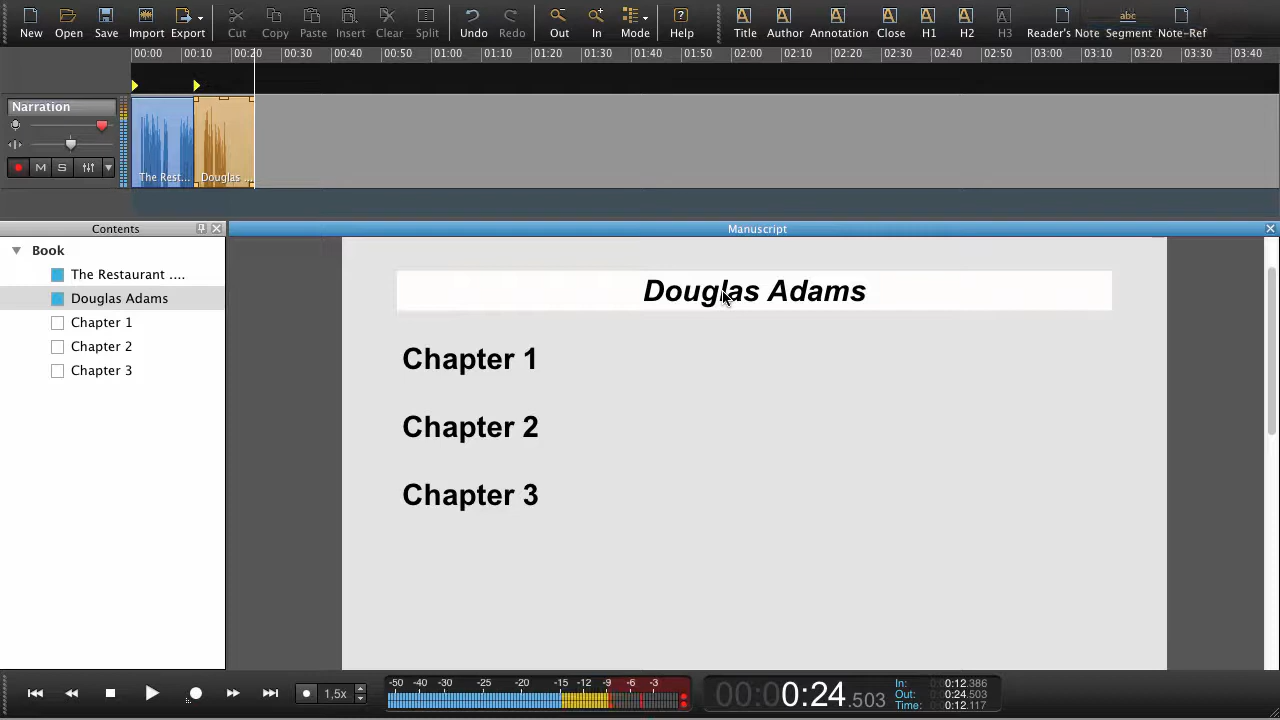 New Open Save Import Export Cut Copy Paste Insert Clear Split Undo Redo Out In Mode Help Title Author Annotation Close H1 H2 H3 Reader's Note Segment Note-Ref
00:00 00:10 00:20 00:30 00:40 00:50 01:00 01:10 01:20 01:30 01:40 01:50 02:00 02:10 02:20 02:30 02:40 02:50 03:00 03:10 03:20 03:30 03:40
Narration
M S
The Rest... Douglas ...
Contents
Manuscript
Book
The Restaurant ....
Douglas Adams
Chapter 1
Chapter 2
Chapter 3
Douglas Adams
Chapter 1
Chapter 2
Chapter 3
1,5x
-50 -40 -30 -25 -20 -15 -12 -9 -6 -3
00:00:24.503
In: 0:00:12.386
Out: 0:00:24.503
Time: 0:00:12.117